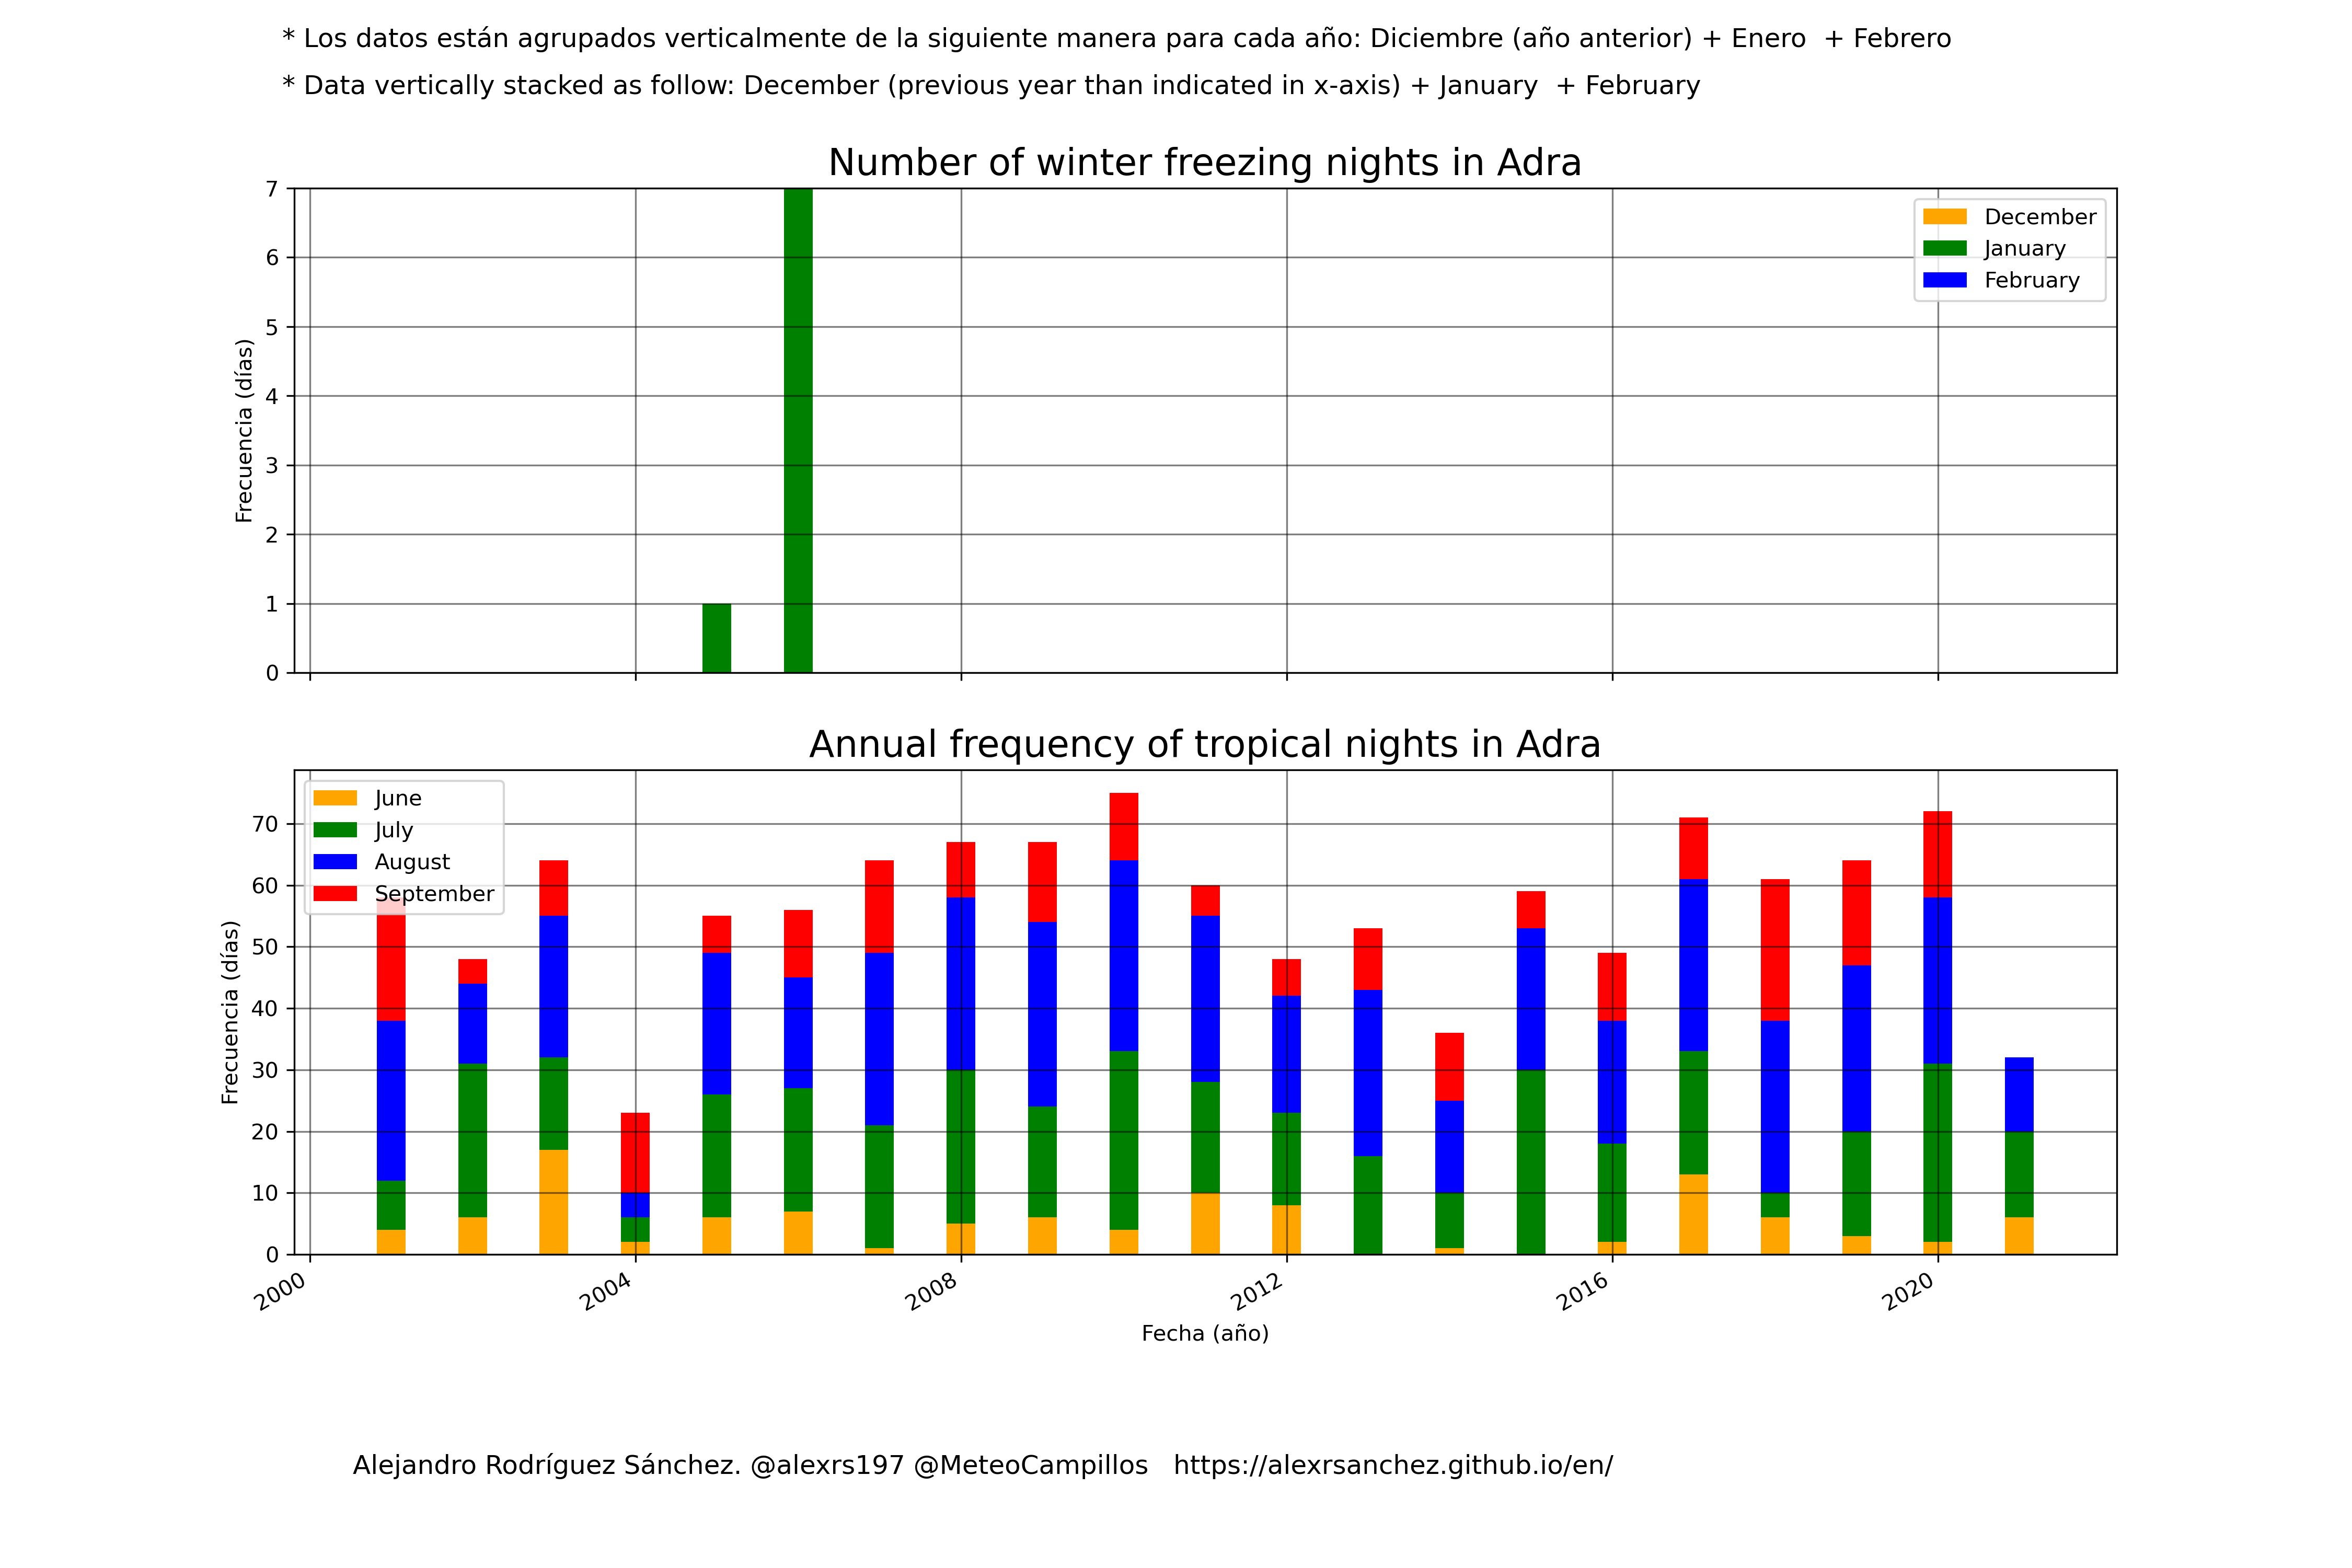 * Los datos están agrupados verticalmente de la siguiente manera para cada año: Diciembre (año anterior) + Enero  + Febrero
* Data vertically stacked as follow: December (previous year than indicated in x-axis) + January  + February
Number of winter freezing nights in Adra
7
6
5
4
3
2
1
0
Frecuencia (días)
December
January
February
Annual frequency of tropical nights in Adra
70
60
50
40
30
20
10
0
Frecuencia (días)
June
July
August
September
2000
2004
2008
2012
2016
2020
Fecha (año)
Alejandro Rodríguez Sánchez. @alexrs197 @MeteoCampillos   https://alexrsanchez.github.io/en/